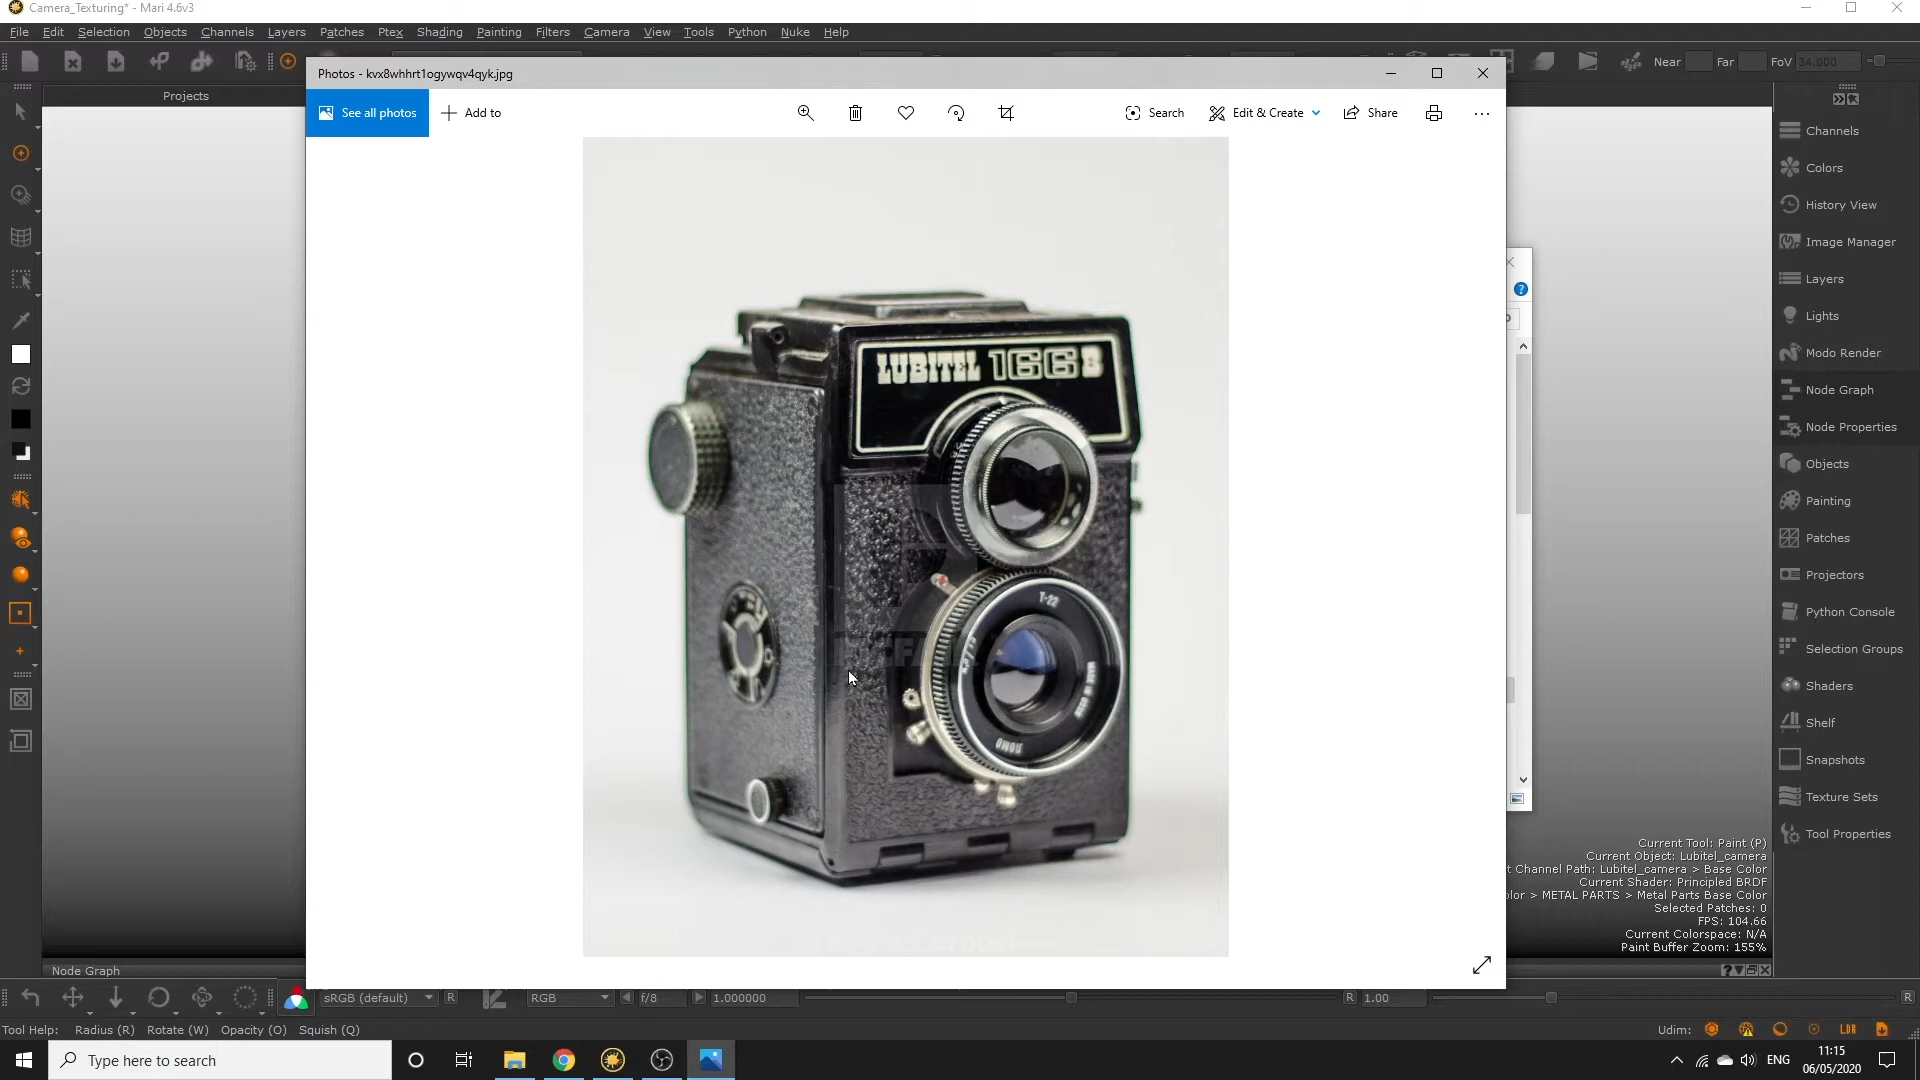 Camera_Texturing* - Mari 4.6v3
File Edit Selection Objects Channels Layers Patches Ptex Shading Painting Filters Camera View Tools Python Nuke Help
Near Far FoV 34.000
Projects
Photos - kvx8whhrt1ogywqv4qyk.jpg
See all photos Add to Search Edit & Create Share
LUBITEL 166B
T-22
ЛОМО
Channels
Colors
History View
Image Manager
Layers
Lights
Modo Render
Node Graph
Node Properties
Objects
Painting
Patches
Projectors
Python Console
Selection Groups
Shaders
Shelf
Snapshots
Texture Sets
Tool Properties
Current Tool: Paint (P)
Current Object: Lubitel_camera
t Channel Path: Lubitel_camera > Base Color
Current Shader: Principled BRDF
lor > METAL PARTS > Metal Parts Base Color
Selected Patches: 0
FPS: 104.66
Current Colorspace: N/A
Paint Buffer Zoom: 155%
Node Graph
sRGB (default) R RGB f/8 1.000000 R 1.00 R
Tool Help: Radius (R) Rotate (W) Opacity (O) Squish (Q) Udim: LDR
Type here to search ENG 11:15
06/05/2020